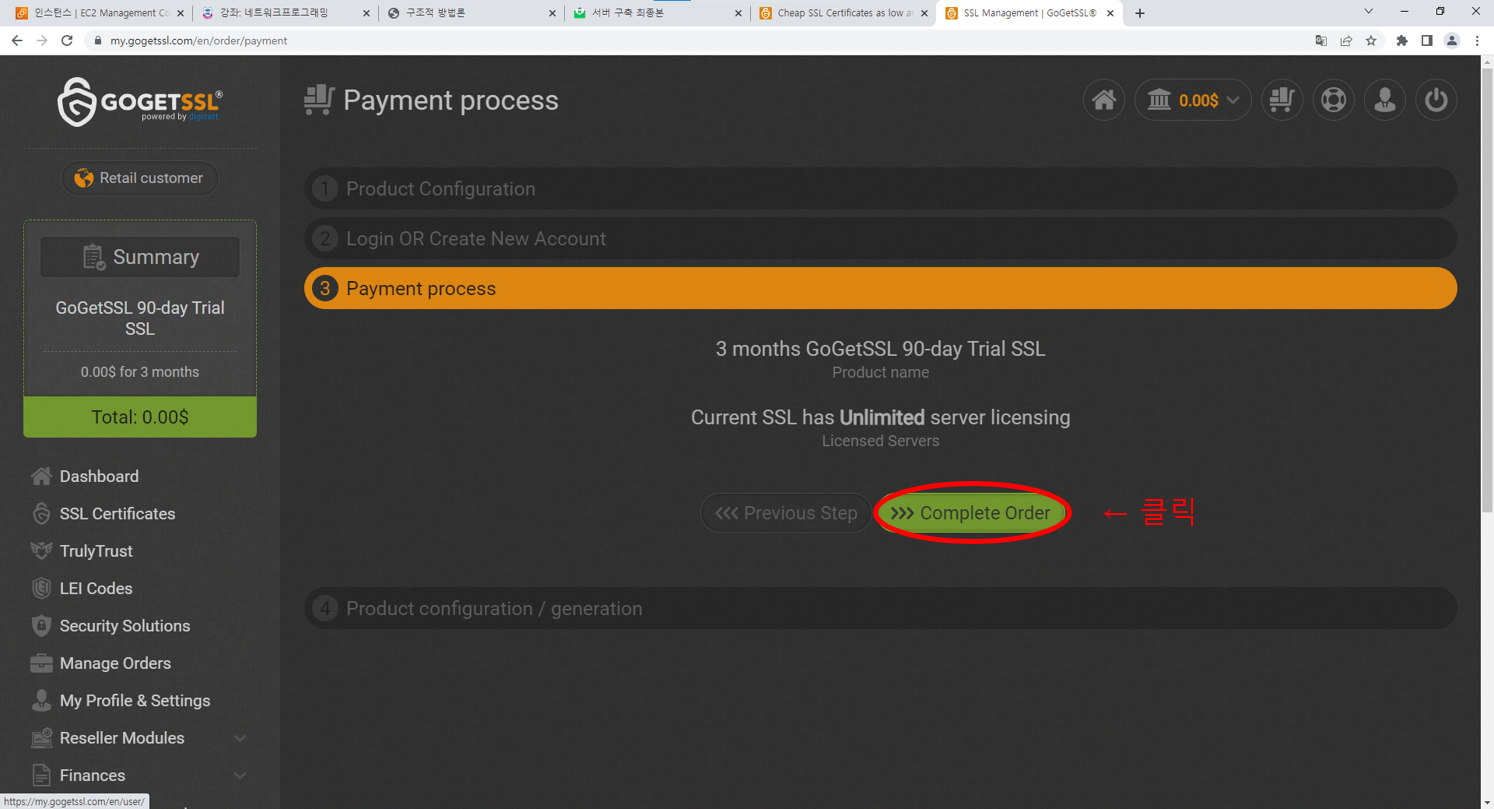 인스턴스 | EC2 Management Co
강좌: 네트워크프로그래밍
구조적 방법론
서버 구축 최종본
Cheap SSL Certificates as low as
SSL Management | GoGetSSL®
my.gogetssl.com/en/order/payment
GOGETSSL®
powered by digicert
Payment process
0.00$
Retail customer
1 Product Configuration
2 Login OR Create New Account
Summary
3 Payment process
GoGetSSL 90-day Trial
SSL
0.00$ for 3 months
Total: 0.00$
3 months GoGetSSL 90-day Trial SSL
Product name
Current SSL has Unlimited server licensing
Licensed Servers
Previous Step
Complete Order
← 클릭
4 Product configuration / generation
Dashboard
SSL Certificates
TrulyTrust
LEI Codes
Security Solutions
Manage Orders
My Profile & Settings
Reseller Modules
Finances
https://my.gogetssl.com/en/user/